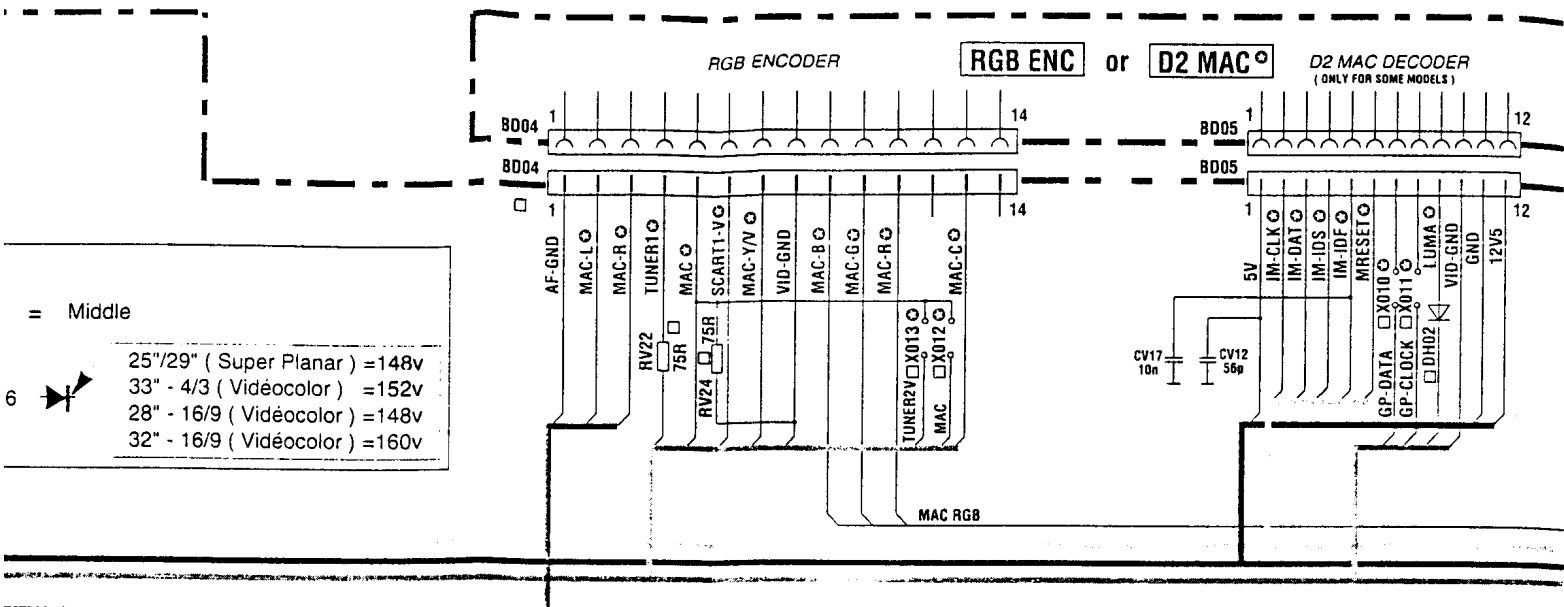 RGB ENCODER
RGB ENC or D2 MAC✪
D2 MAC DECODER
( ONLY FOR SOME MODELS )
BD04
1
14
BD05
1
12
BD04
1
14
BD05
1
12
AF-GND
MAC-L✪
MAC-R✪
TUNER1✪
MAC✪
SCART1-V✪
MAC-Y/V✪
VID-GND
MAC-B✪
MAC-G✪
MAC-R✪
MAC-C✪
5V
IM-CLK✪
IM-DAT✪
IM-IDS✪
IM-IDF✪
MRESET✪
LUMA✪
VID-GND
GND
12V5
RV22
75R
RV24
75R
TUNER2V
X013✪
MAC
X012✪
CV17
10n
CV12
56p
GP-DATA
X010✪
GP-CLOCK
X011✪
DH02
MAC RGB
= Middle
6
25"/29" ( Super Planar ) =148v
33" - 4/3 ( Vidéocolor ) =152v
28" - 16/9 ( Vidéocolor ) =148v
32" - 16/9 ( Vidéocolor ) =160v